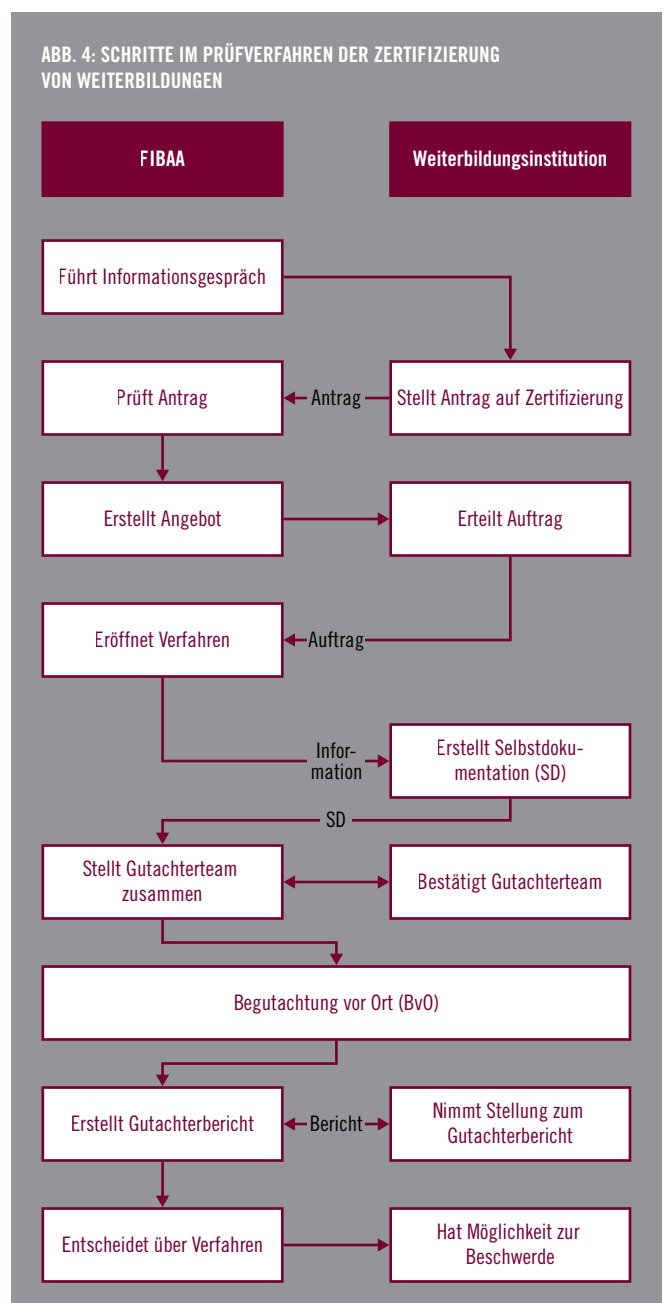 ABB. 4: SCHRITTE IM PRÜFVERFAHREN DER ZERTIFIZIERUNG
VON WEITERBILDUNGEN
FIBAA
Weiterbildungsinstitution
Führt Informationsgespräch
Prüft Antrag
Antrag
Stellt Antrag auf Zertifizierung
Erstellt Angebot
Erteilt Auftrag
Eröffnet Verfahren
Auftrag
Infor-
mation
Erstellt Selbstdoku-
mentation (SD)
SD
Stellt Gutachterteam
zusammen
Bestätigt Gutachterteam
Begutachtung vor Ort (BvO)
Erstellt Gutachterbericht
Bericht
Nimmt Stellung zum
Gutachterbericht
Entscheidet über Verfahren
Hat Möglichkeit zur
Beschwerde